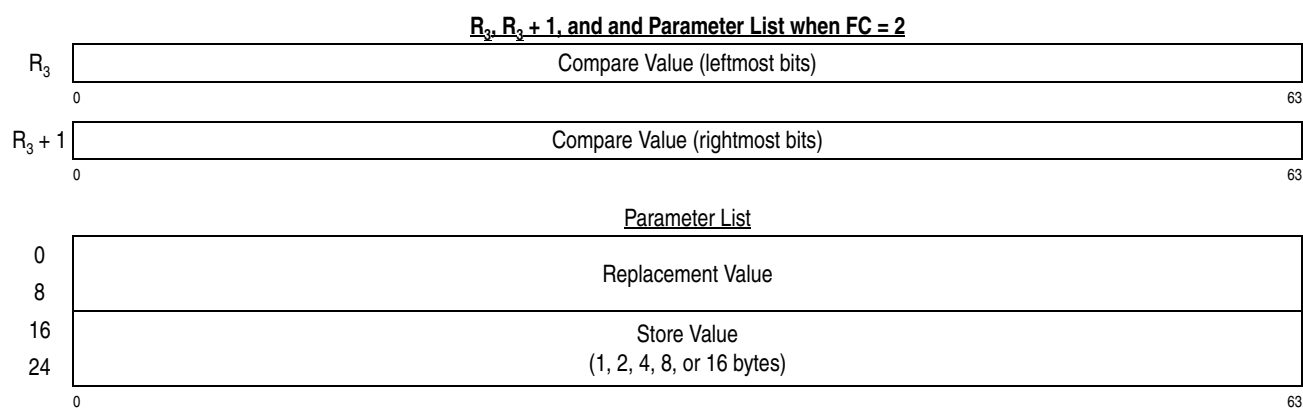 R3, R3 + 1, and and Parameter List when FC = 2
R3 Compare Value (leftmost bits)
0 63
R3 + 1 Compare Value (rightmost bits)
0 63
Parameter List
0
Replacement Value
8
16
Store Value
(1, 2, 4, 8, or 16 bytes)
24
0 63